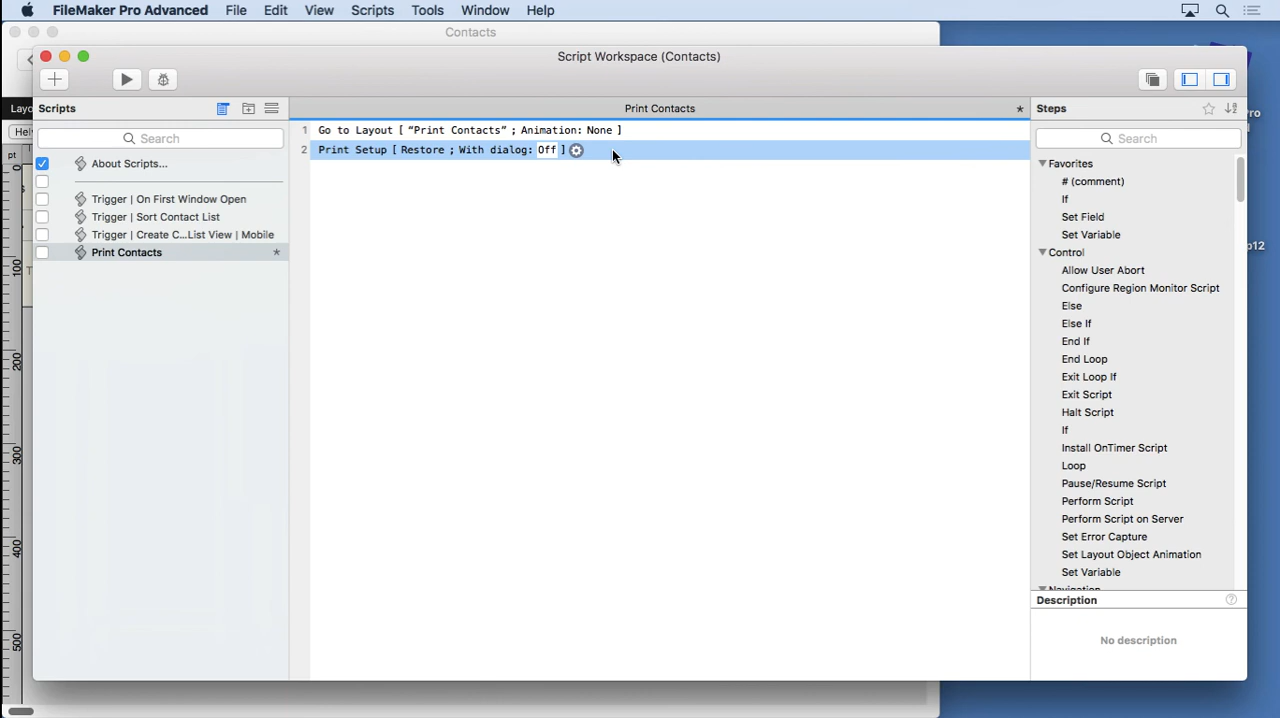 FileMaker Pro Advanced File Edit View Scripts Tools Window Help
Contacts
Script Workspace (Contacts)
Scripts
Print Contacts *
Steps
Search
Search
About Scripts...
Trigger | On First Window Open
Trigger | Sort Contact List
Trigger | Create C...List View | Mobile
Print Contacts *
1 Go to Layout [ “Print Contacts” ; Animation: None ]
2 Print Setup [ Restore ; With dialog: Off ]
Favorites
# (comment)
If
Set Field
Set Variable
Control
Allow User Abort
Configure Region Monitor Script
Else
Else If
End If
End Loop
Exit Loop If
Exit Script
Halt Script
If
Install OnTimer Script
Loop
Pause/Resume Script
Perform Script
Perform Script on Server
Set Error Capture
Set Layout Object Animation
Set Variable
Navigation
Description
?
No description
Layo
Hel
pt
0
100
200
300
400
500
Pro
p12